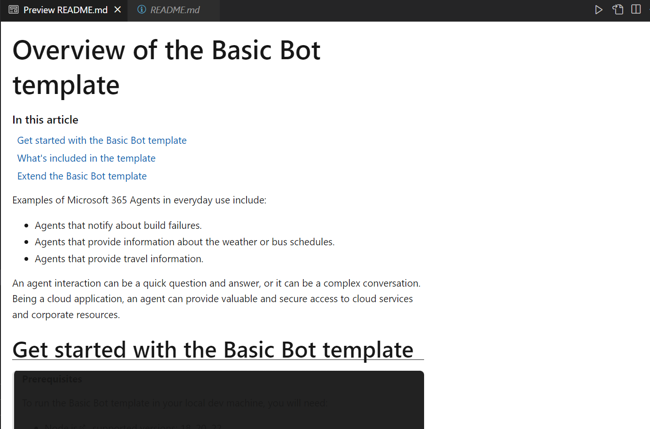 Preview README.md
README.md
Overview of the Basic Bot
template
In this article
Get started with the Basic Bot template
What's included in the template
Extend the Basic Bot template
Examples of Microsoft 365 Agents in everyday use include:
Agents that notify about build failures.
Agents that provide information about the weather or bus schedules.
Agents that provide travel information.
An agent interaction can be a quick question and answer, or it can be a complex conversation.
Being a cloud application, an agent can provide valuable and secure access to cloud services
and corporate resources.
Get started with the Basic Bot template
Prerequisites